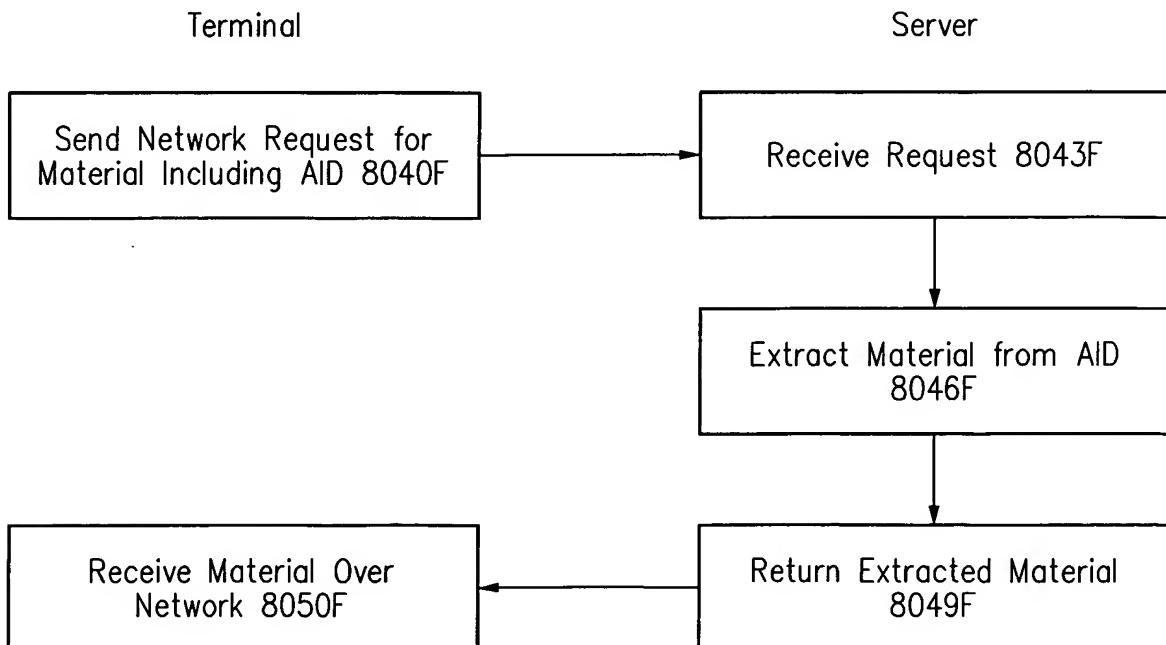 Terminal
Server
Send Network Request for
Material Including AID 8040F
Receive Request 8043F
Extract Material from AID
8046F
Receive Material Over
Network 8050F
Return Extracted Material
8049F